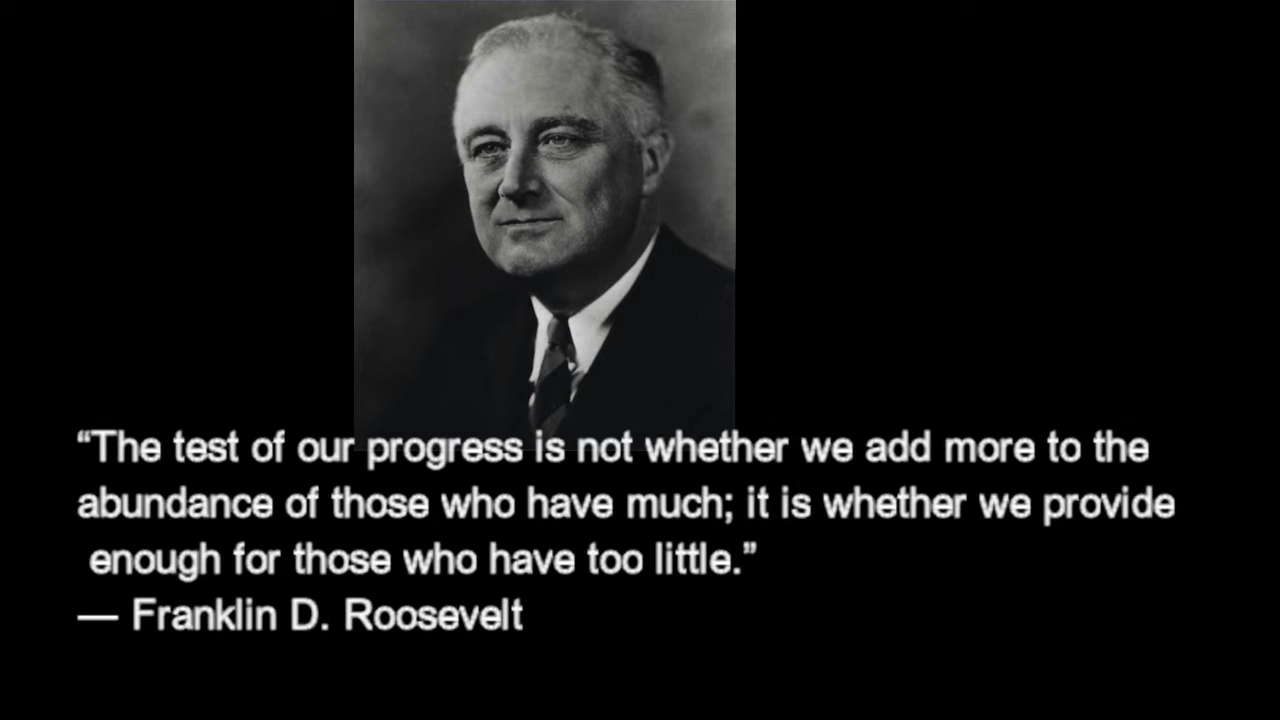 “The test of our progress is not whether we add more to the
abundance of those who have much; it is whether we provide
enough for those who have too little.”
— Franklin D. Roosevelt